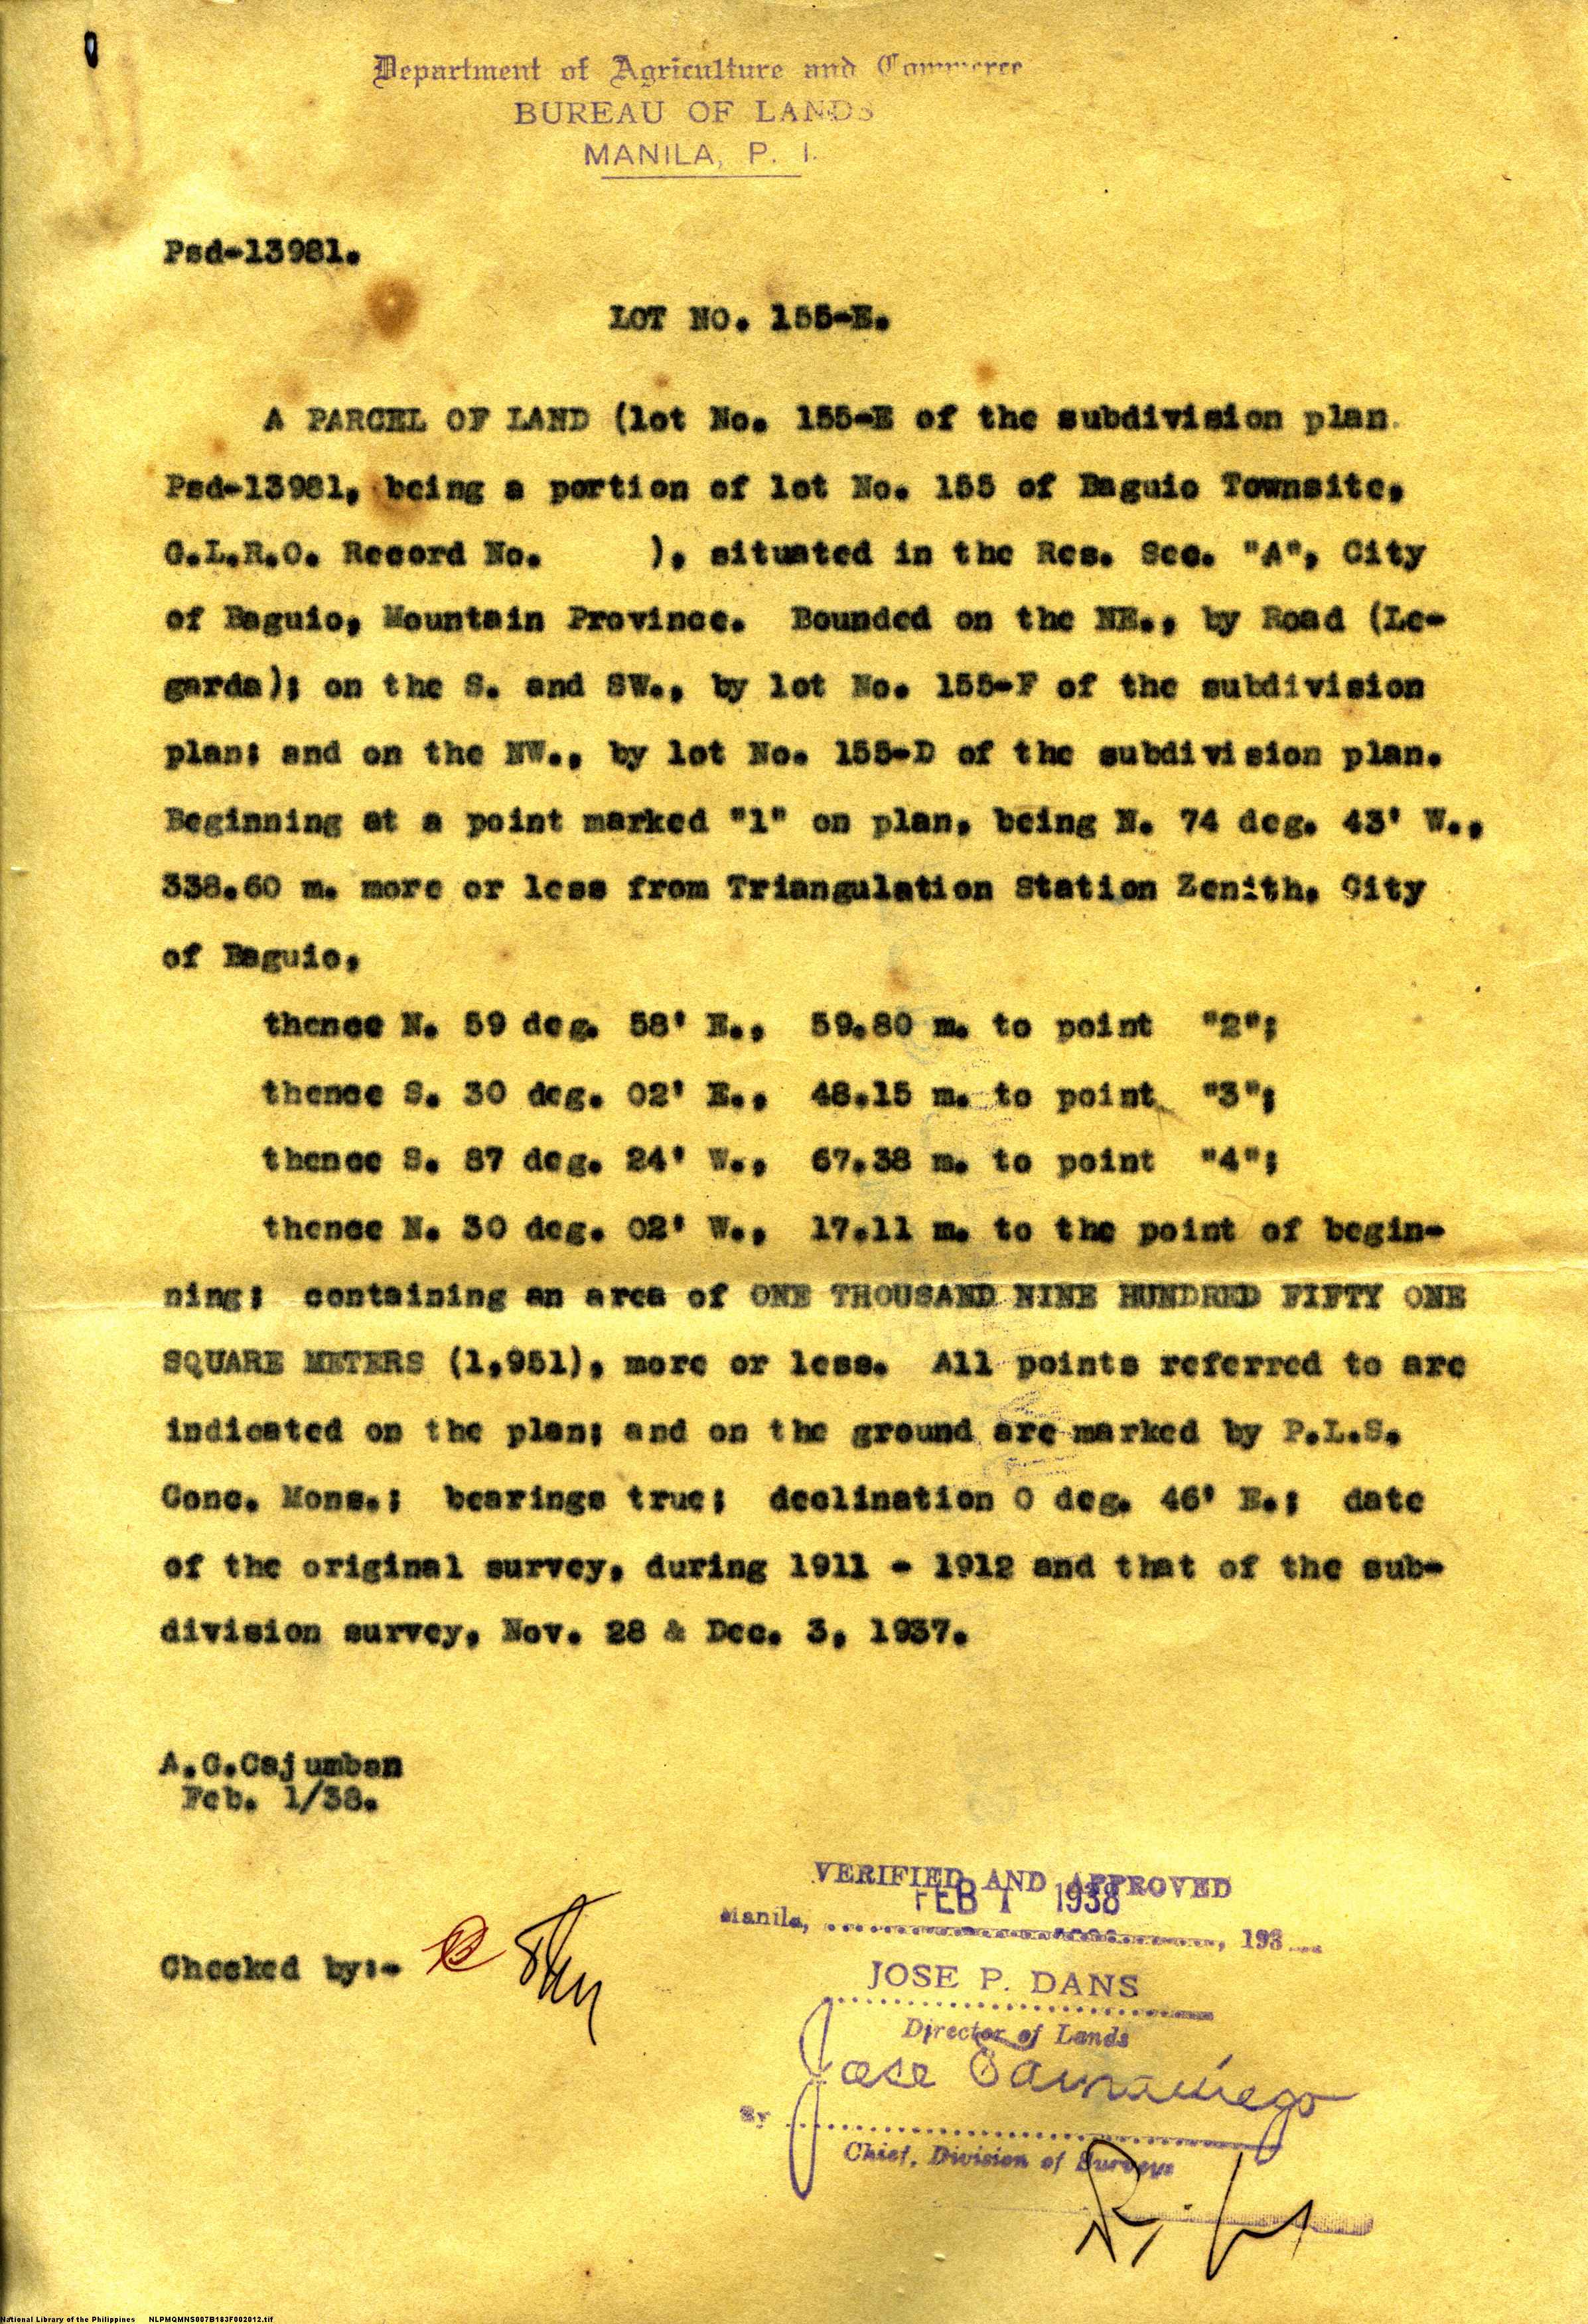 Department of Agriculture and Commerce
BUREAU OF LANDS
MANILA, P. I.
Psd-13981.
LOT NO. 155-E.
A PARCEL OF LAND (lot No. 155-E of the subdivision plan
Psd-13981, being a portion of lot No. 155 of Baguio Townsite,
G.L.R.O. Record No.        ), situated in the Res. Sec. "A", City
of Baguio, Mountain Province.  Bounded on the NE., by Road (Le-
garda); on the S. and SW., by lot No. 155-F of the subdivision
plan; and on the NW., by lot No. 155-D of the subdivision plan.
Beginning at a point marked "1" on plan, being N. 74 deg. 43' W.,
338.60 m. more or less from Triangulation Station Zenith, City
of Baguio,
thence N. 59 deg. 58' E.,  59.80 m. to point  "2";
thence S. 30 deg. 02' E.,  48.15 m. to point  "3";
thence S. 87 deg. 24' W.,  67.38 m. to point  "4";
thence N. 30 deg. 02' W.,  17.11 m. to the point of begin-
ning;  containing an area of ONE THOUSAND NINE HUNDRED FIFTY ONE
SQUARE METERS (1,951), more or less.  All points referred to are
indicated on the plan; and on the ground are marked by P.L.S.
Conc. Mons.;  bearings true;  declination 0 deg. 46' E.;  date
of the original survey, during 1911 - 1912 and that of the sub-
division survey, Nov. 28 & Dec. 3, 1937.
A.G.Cajumban
Feb. 1/38.
VERIFIED AND APPROVED
FEB 1 1938
Manila, ...................., 193
Checked by:-
JOSE P. DANS
Director of Lands
Jose
By
Chief, Division of Surveys
National Library of the Philippines NLPMQMNS007B183F002012.tif